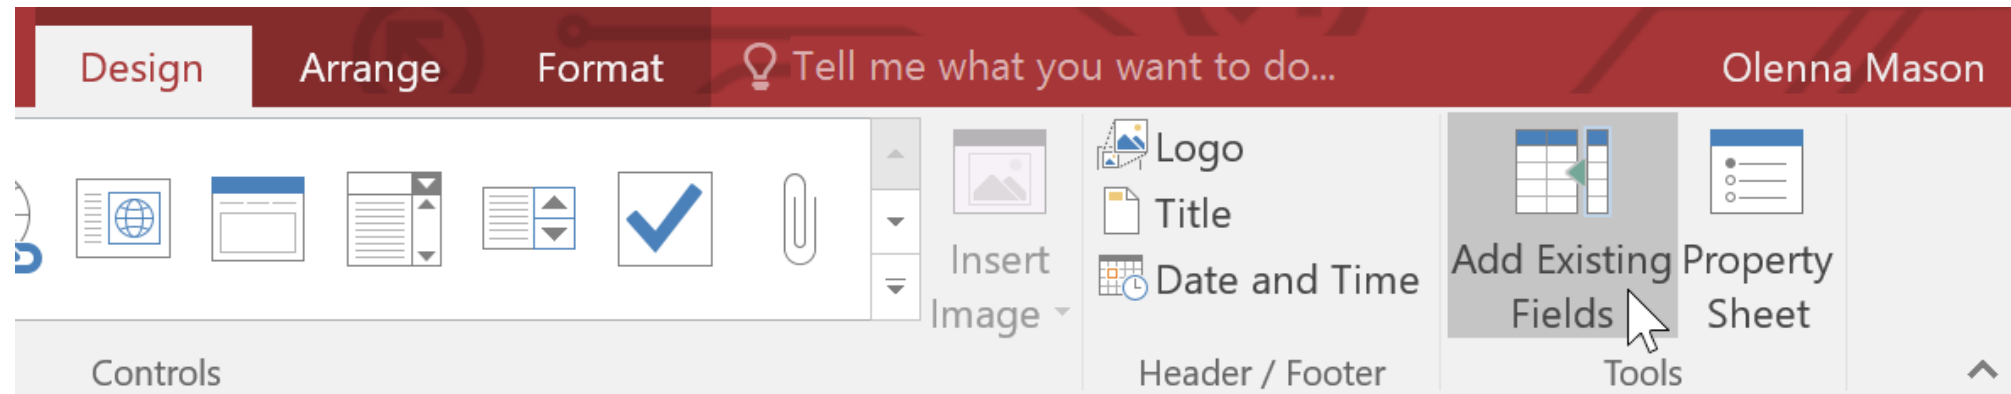 Design Arrange Format Tell me what you want to do... Olenna Mason
Logo
Title
Date and Time
Insert
Image
Add Existing
Fields
Property
Sheet
Controls
Header / Footer
Tools